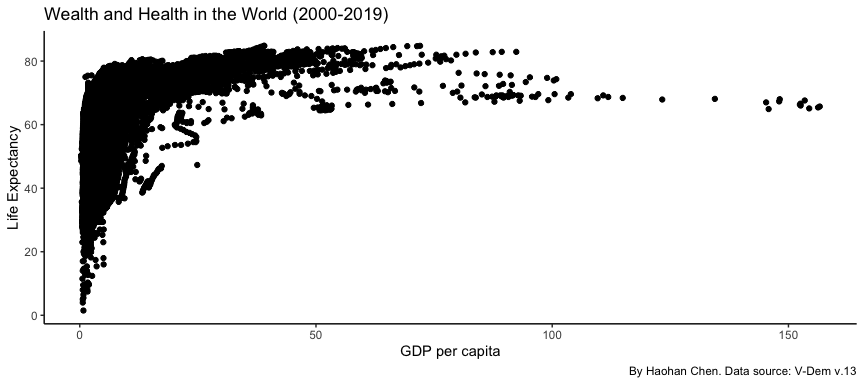 Wealth and Health in the World (2000-2019)
80
60
40
20
0
Life Expectancy
0 50 100 150
GDP per capita
By Haohan Chen. Data source: V-Dem v.13